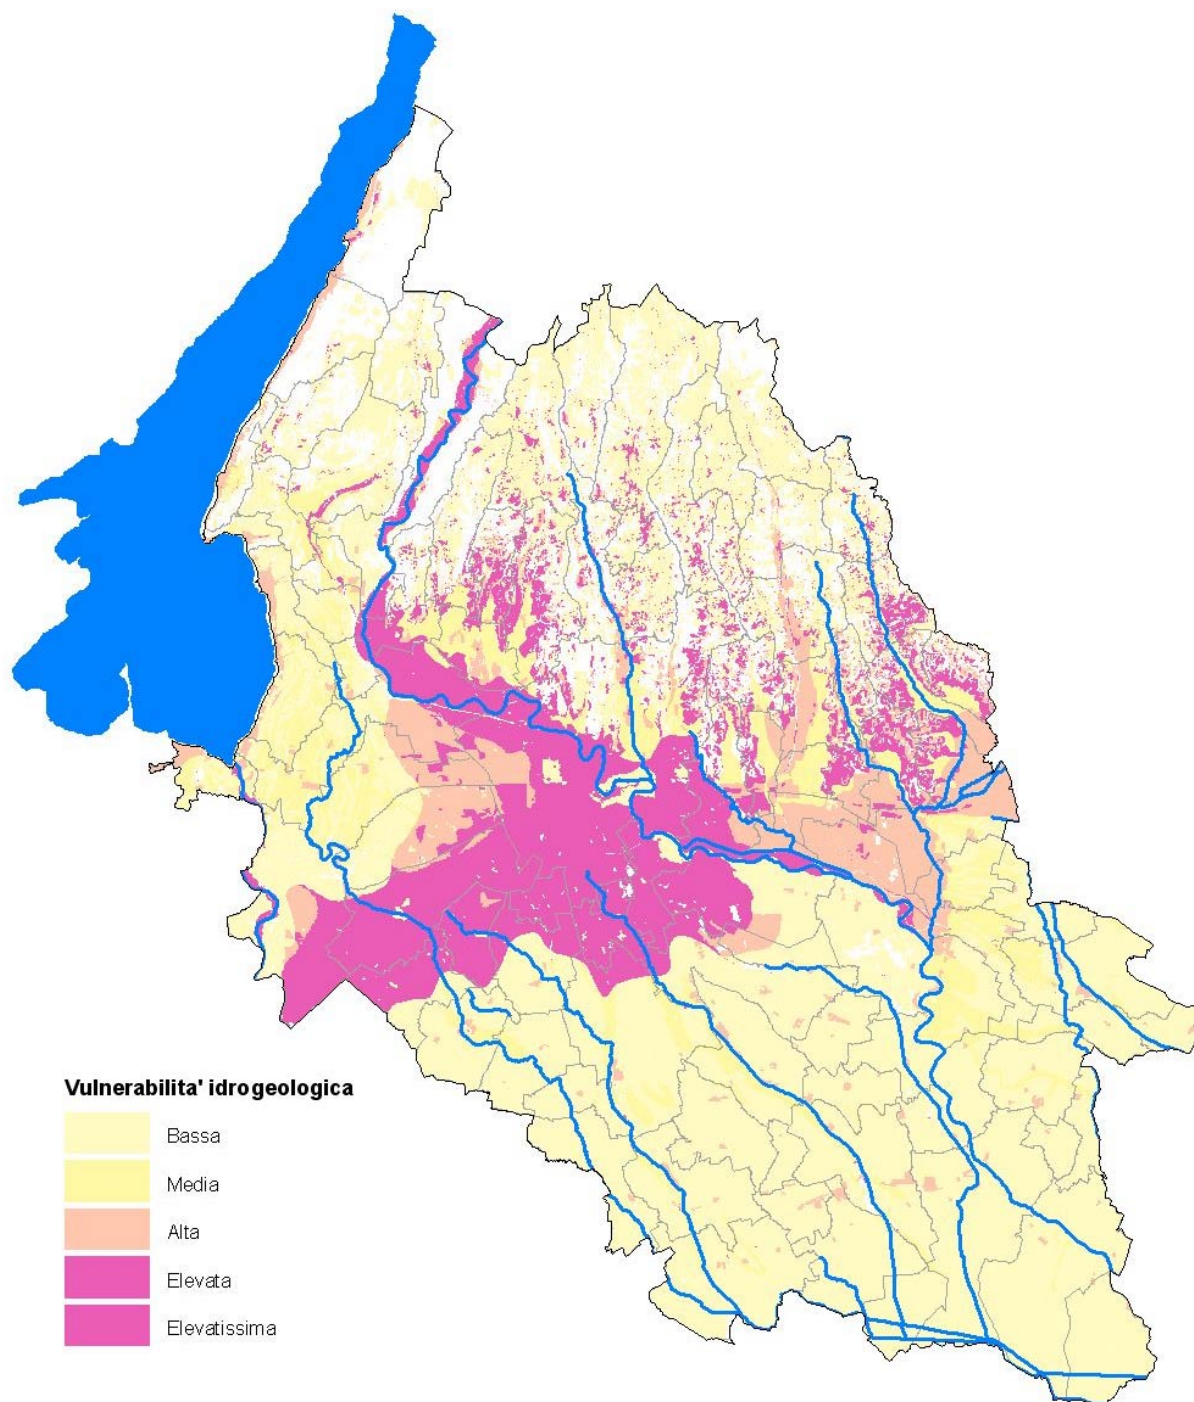 Vulnerabilita' idrogeologica
Bassa
Media
Alta
Elevata
Elevatissima